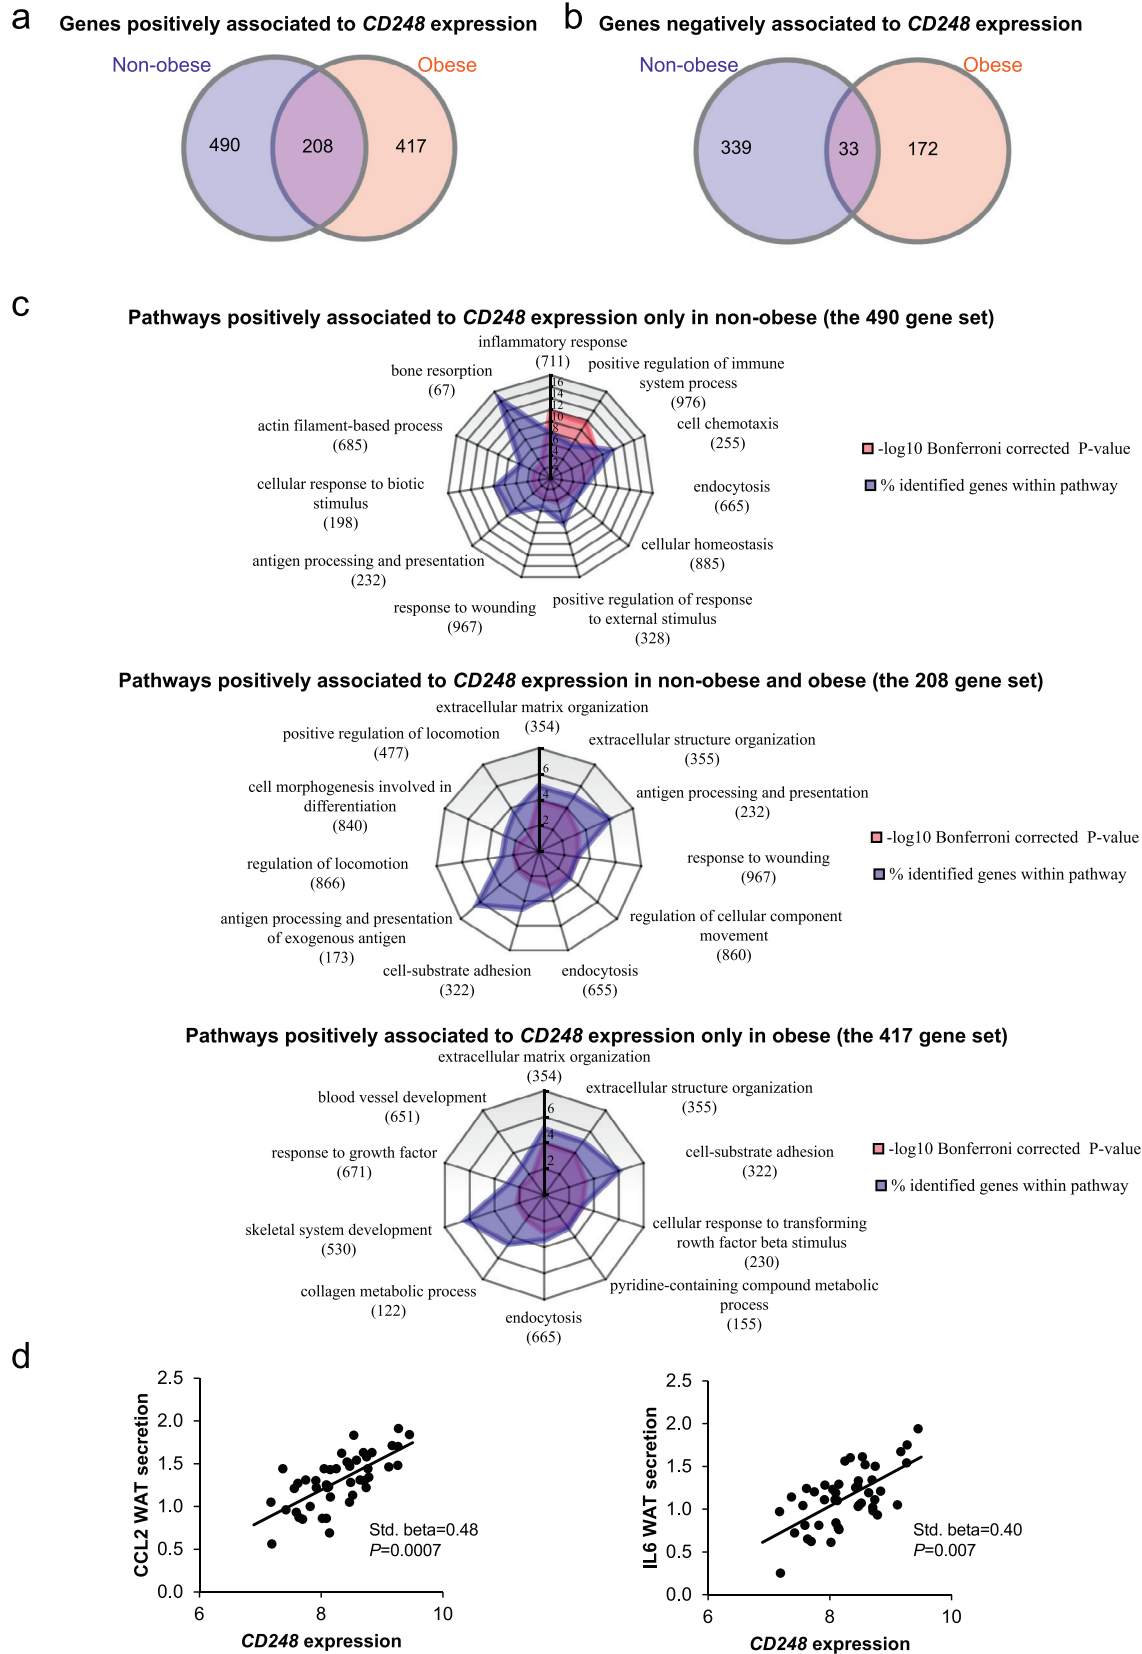 a
Genes positively associated to CD248 expression
Non-obese
Obese
490
208
417
b
Genes negatively associated to CD248 expression
Non-obese
Obese
339
33
172
c
Pathways positively associated to CD248 expression only in non-obese (the 490 gene set)
inflammatory response
(711)
positive regulation of immune
system process
(976)
cell chemotaxis
(255)
endocytosis
(665)
cellular homeostasis
(885)
positive regulation of response
to external stimulus
(328)
response to wounding
(967)
antigen processing and presentation
(232)
cellular response to biotic
stimulus
(198)
actin filament-based process
(685)
bone resorption
(67)
16
14
12
10
8
6
4
2
-log10 Bonferroni corrected P-value
% identified genes within pathway
Pathways positively associated to CD248 expression in non-obese and obese (the 208 gene set)
extracellular matrix organization
(354)
extracellular structure organization
(355)
antigen processing and presentation
(232)
response to wounding
(967)
regulation of cellular component
movement
(860)
endocytosis
(655)
cell-substrate adhesion
(322)
antigen processing and presentation
of exogenous antigen
(173)
regulation of locomotion
(866)
cell morphogenesis involved in
differentiation
(840)
positive regulation of locomotion
(477)
6
4
2
-log10 Bonferroni corrected P-value
% identified genes within pathway
Pathways positively associated to CD248 expression only in obese (the 417 gene set)
extracellular matrix organization
(354)
extracellular structure organization
(355)
cell-substrate adhesion
(322)
cellular response to transforming
rowth factor beta stimulus
(230)
pyridine-containing compound metabolic
process
(155)
endocytosis
(665)
collagen metabolic process
(122)
skeletal system development
(530)
response to growth factor
(671)
blood vessel development
(651)
6
4
2
-log10 Bonferroni corrected P-value
% identified genes within pathway
d
CCL2 WAT secretion
2.5
2.0
1.5
1.0
0.5
0.0
6
8
10
CD248 expression
Std. beta=0.48
P=0.0007
IL6 WAT secretion
2.5
2.0
1.5
1.0
0.5
0.0
6
8
10
CD248 expression
Std. beta=0.40
P=0.007